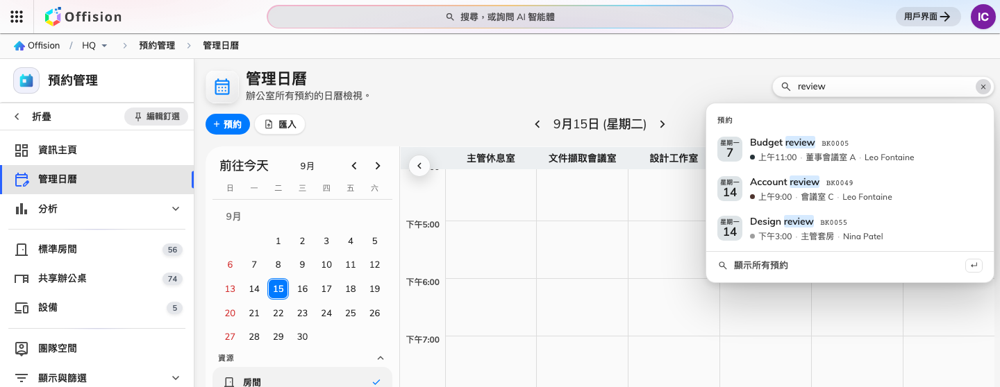 Offision
搜尋，或詢問 AI 智能體
用戶界面
IC
Offision / HQ 預約管理 管理日曆
預約管理
折疊
編輯釘選
資訊主頁
管理日曆
分析
標準房間 56
共享辦公桌 74
設備 5
團隊空間
顯示與篩選
管理日曆
辦公室所有預約的日曆檢視。
+ 預約
匯入
9月15日 (星期二)
前往今天 9月
日 一 二 三 四 五 六
9月
1 2 3 4 5
6 7 8 9 10 11 12
13 14 15 16 17 18 19
20 21 22 23 24 25 26
27 28 29 30
資源
房間
主管休息室 文件擷取會議室 設計工作室
下午5:00
下午6:00
下午7:00
review
預約
星期一
7
Budget review BK0005
上午11:00 · 董事會議室 A · Leo Fontaine
星期一
14
Account review BK0049
上午9:00 · 會議室 C · Leo Fontaine
星期一
14
Design review BK0055
下午3:00 · 主管套房 · Nina Patel
顯示所有預約